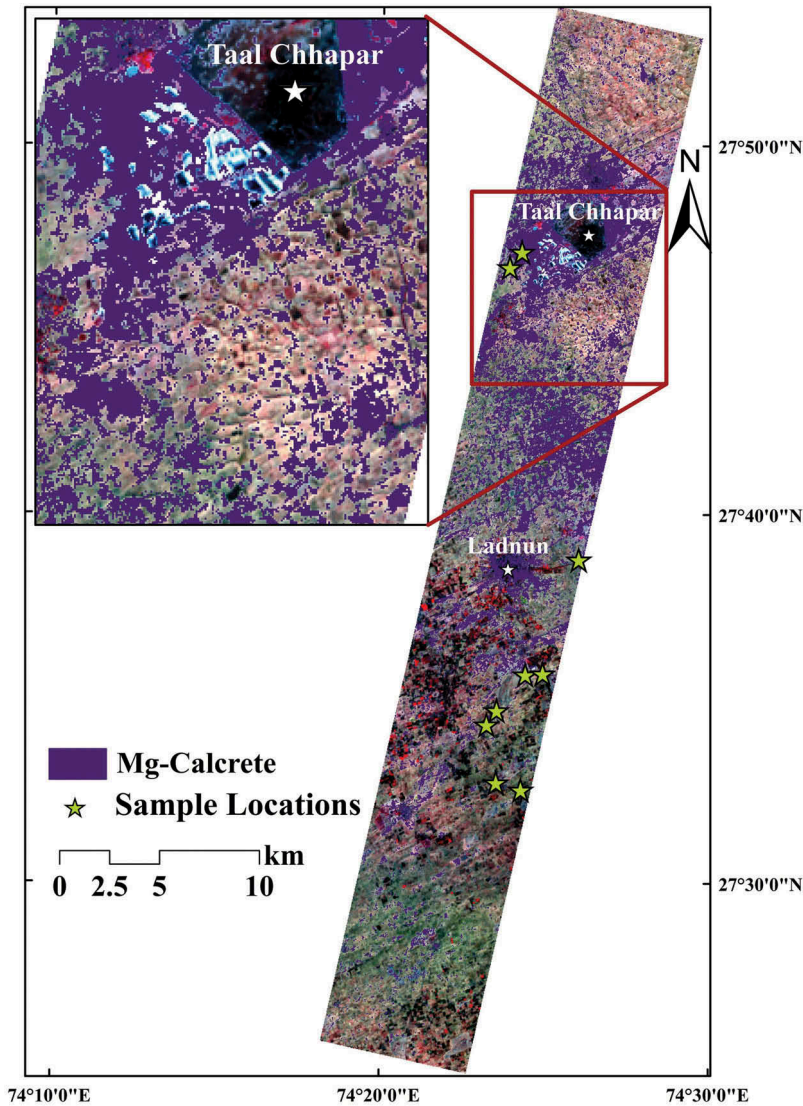 Taal Chhapar
27°50'0"N
N
Taal Chhapar
27°40'0"N
Ladnun
Mg-Calcrete
Sample Locations
km
0 2.5 5 10
27°30'0"N
74°10'0"E 74°20'0"E 74°30'0"E